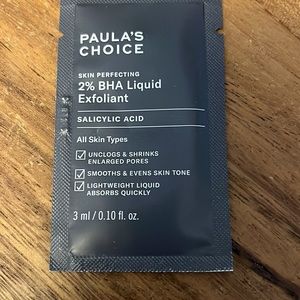 PAULA'S
CHOICE
SKIN PERFECTING
2% BHA Liquid
Exfoliant
SALICYLIC ACID
All Skin Types
UNCLOGS & SHRINKS
ENLARGED PORES
SMOOTHS & EVENS SKIN TONE
LIGHTWEIGHT LIQUID
ABSORBS QUICKLY
3 ml / 0.10 fl. oz.